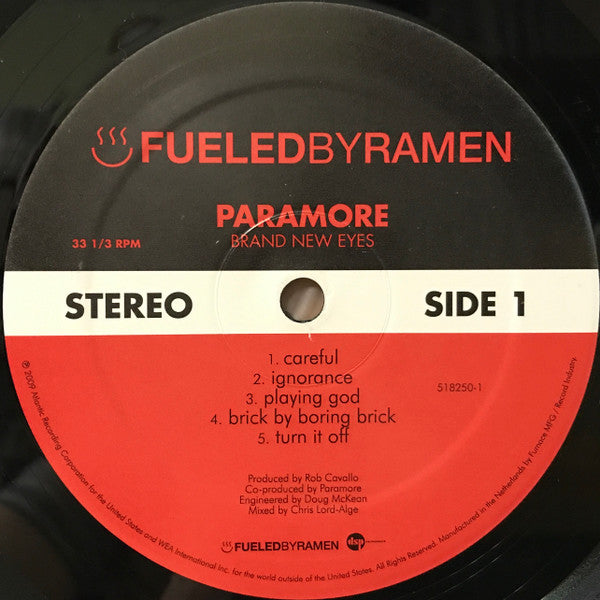 FUELEDBYRAMEN
PARAMORE
BRAND NEW EYES
33 1/3 RPM
STEREO
SIDE 1
1. careful
2. ignorance
3. playing god
4. brick by boring brick
5. turn it off
518250-1
Produced by Rob Cavallo
Co-produced by Paramore
Engineered by Doug McKean
Mixed by Chris Lord-Alge
FUELEDBYRAMEN
dsp
℗ 2009 Atlantic Recording Corporation for the United States and WEA International Inc. for the world outside of the United States. All Rights Reserved. Manufactured in the Netherlands by Furnace MFG / Record Industry.